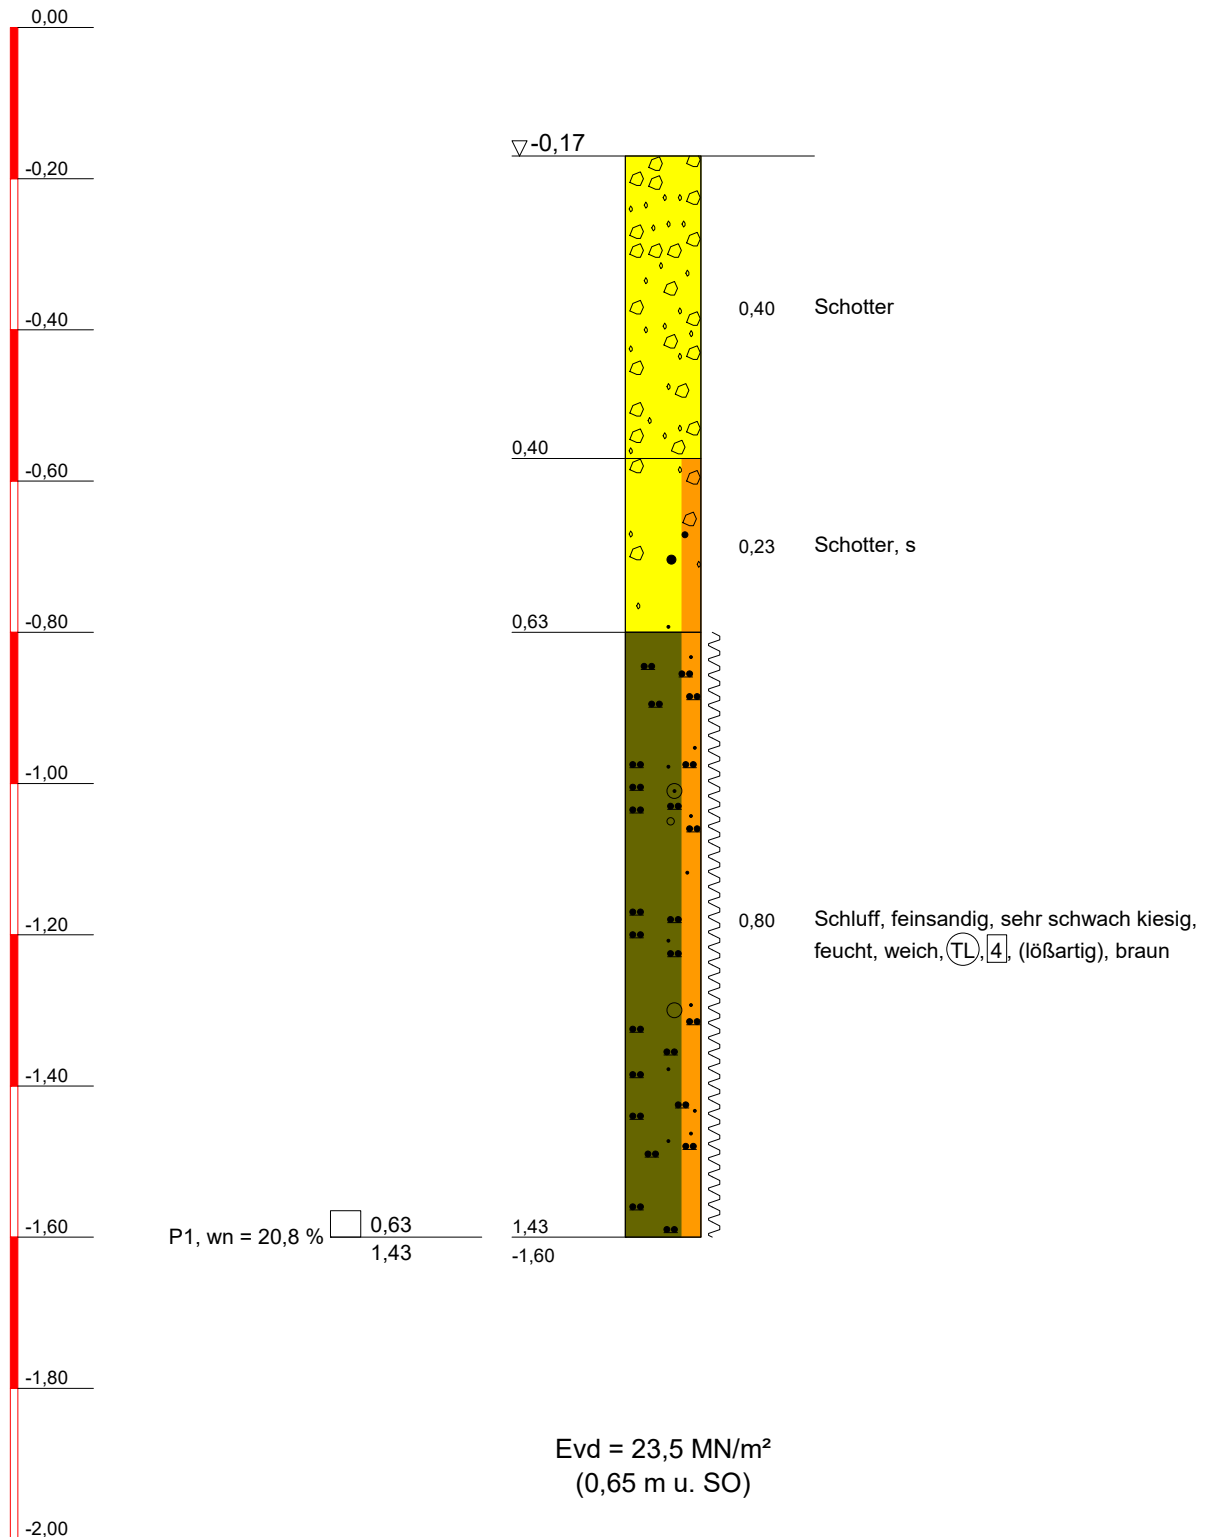 0,00
-0,17
-0,20
0,40 Schotter
-0,40
0,40
-0,60
0,23 Schotter, s
0,63
-0,80
-1,00
0,80 Schluff, feinsandig, sehr schwach kiesig,
feucht, weich, TL, 4, (lößartig), braun
-1,20
-1,40
-1,60
P1, wn = 20,8 % 0,63
1,43
1,43
-1,60
-1,80
Evd = 23,5 MN/m²
(0,65 m u. SO)
-2,00